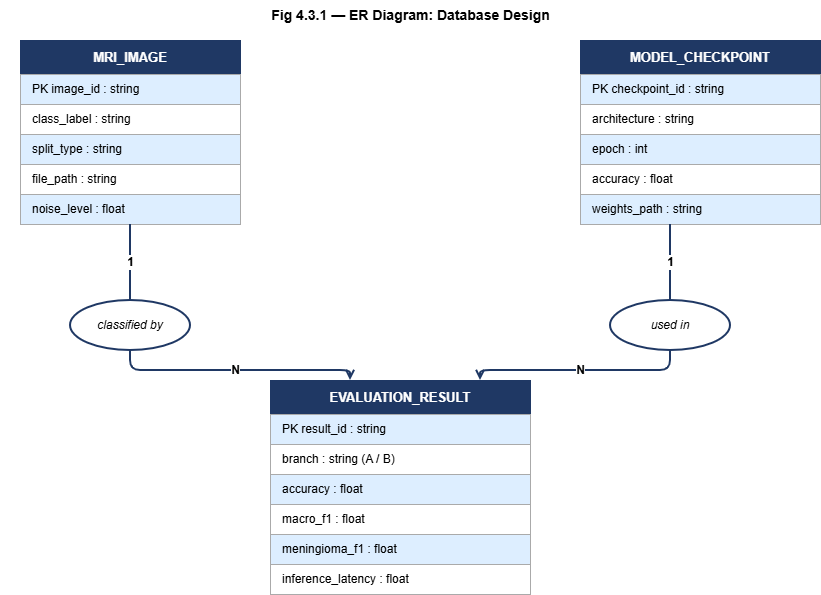 Fig 4.3.1 — ER Diagram: Database Design
MRI_IMAGE
PK image_id : string
class_label : string
split_type : string
file_path : string
noise_level : float
MODEL_CHECKPOINT
PK checkpoint_id : string
architecture : string
epoch : int
accuracy : float
weights_path : string
1
1
classified by
used in
N
N
EVALUATION_RESULT
PK result_id : string
branch : string (A / B)
accuracy : float
macro_f1 : float
meningioma_f1 : float
inference_latency : float